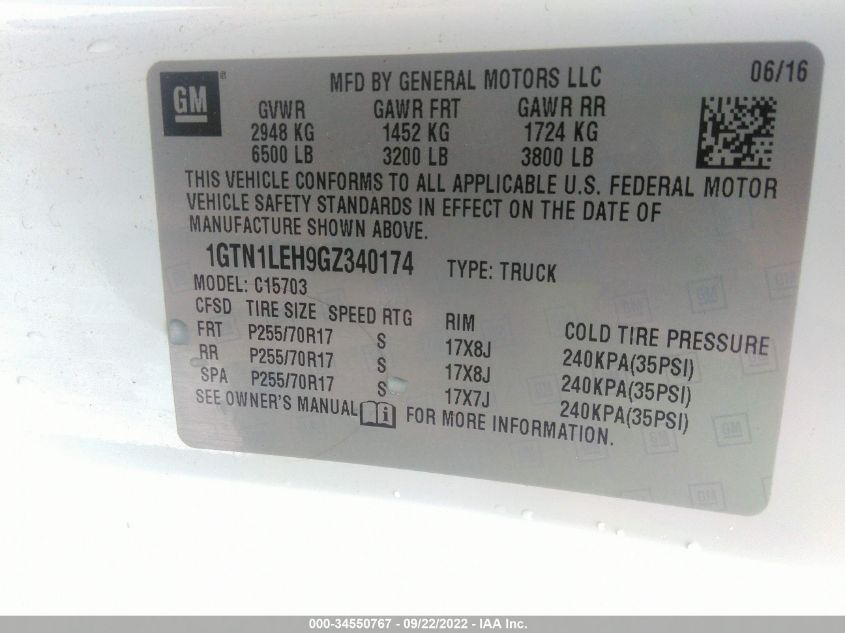 GM ®
MFD BY GENERAL MOTORS LLC 06/16
GVWR GAWR FRT GAWR RR
2948 KG 1452 KG 1724 KG
6500 LB 3200 LB 3800 LB
THIS VEHICLE CONFORMS TO ALL APPLICABLE U.S. FEDERAL MOTOR
VEHICLE SAFETY STANDARDS IN EFFECT ON THE DATE OF
MANUFACTURE SHOWN ABOVE.
1GTN1LEH9GZ340174 TYPE: TRUCK
MODEL: C15703
CFSD TIRE SIZE SPEED RTG RIM COLD TIRE PRESSURE
FRT P255/70R17 S 17X8J 240KPA(35PSI)
RR P255/70R17 S 17X8J 240KPA(35PSI)
SPA P255/70R17 S 17X7J 240KPA(35PSI)
SEE OWNER'S MANUAL FOR MORE INFORMATION.
000-34550767 - 09/22/2022 - IAA Inc.